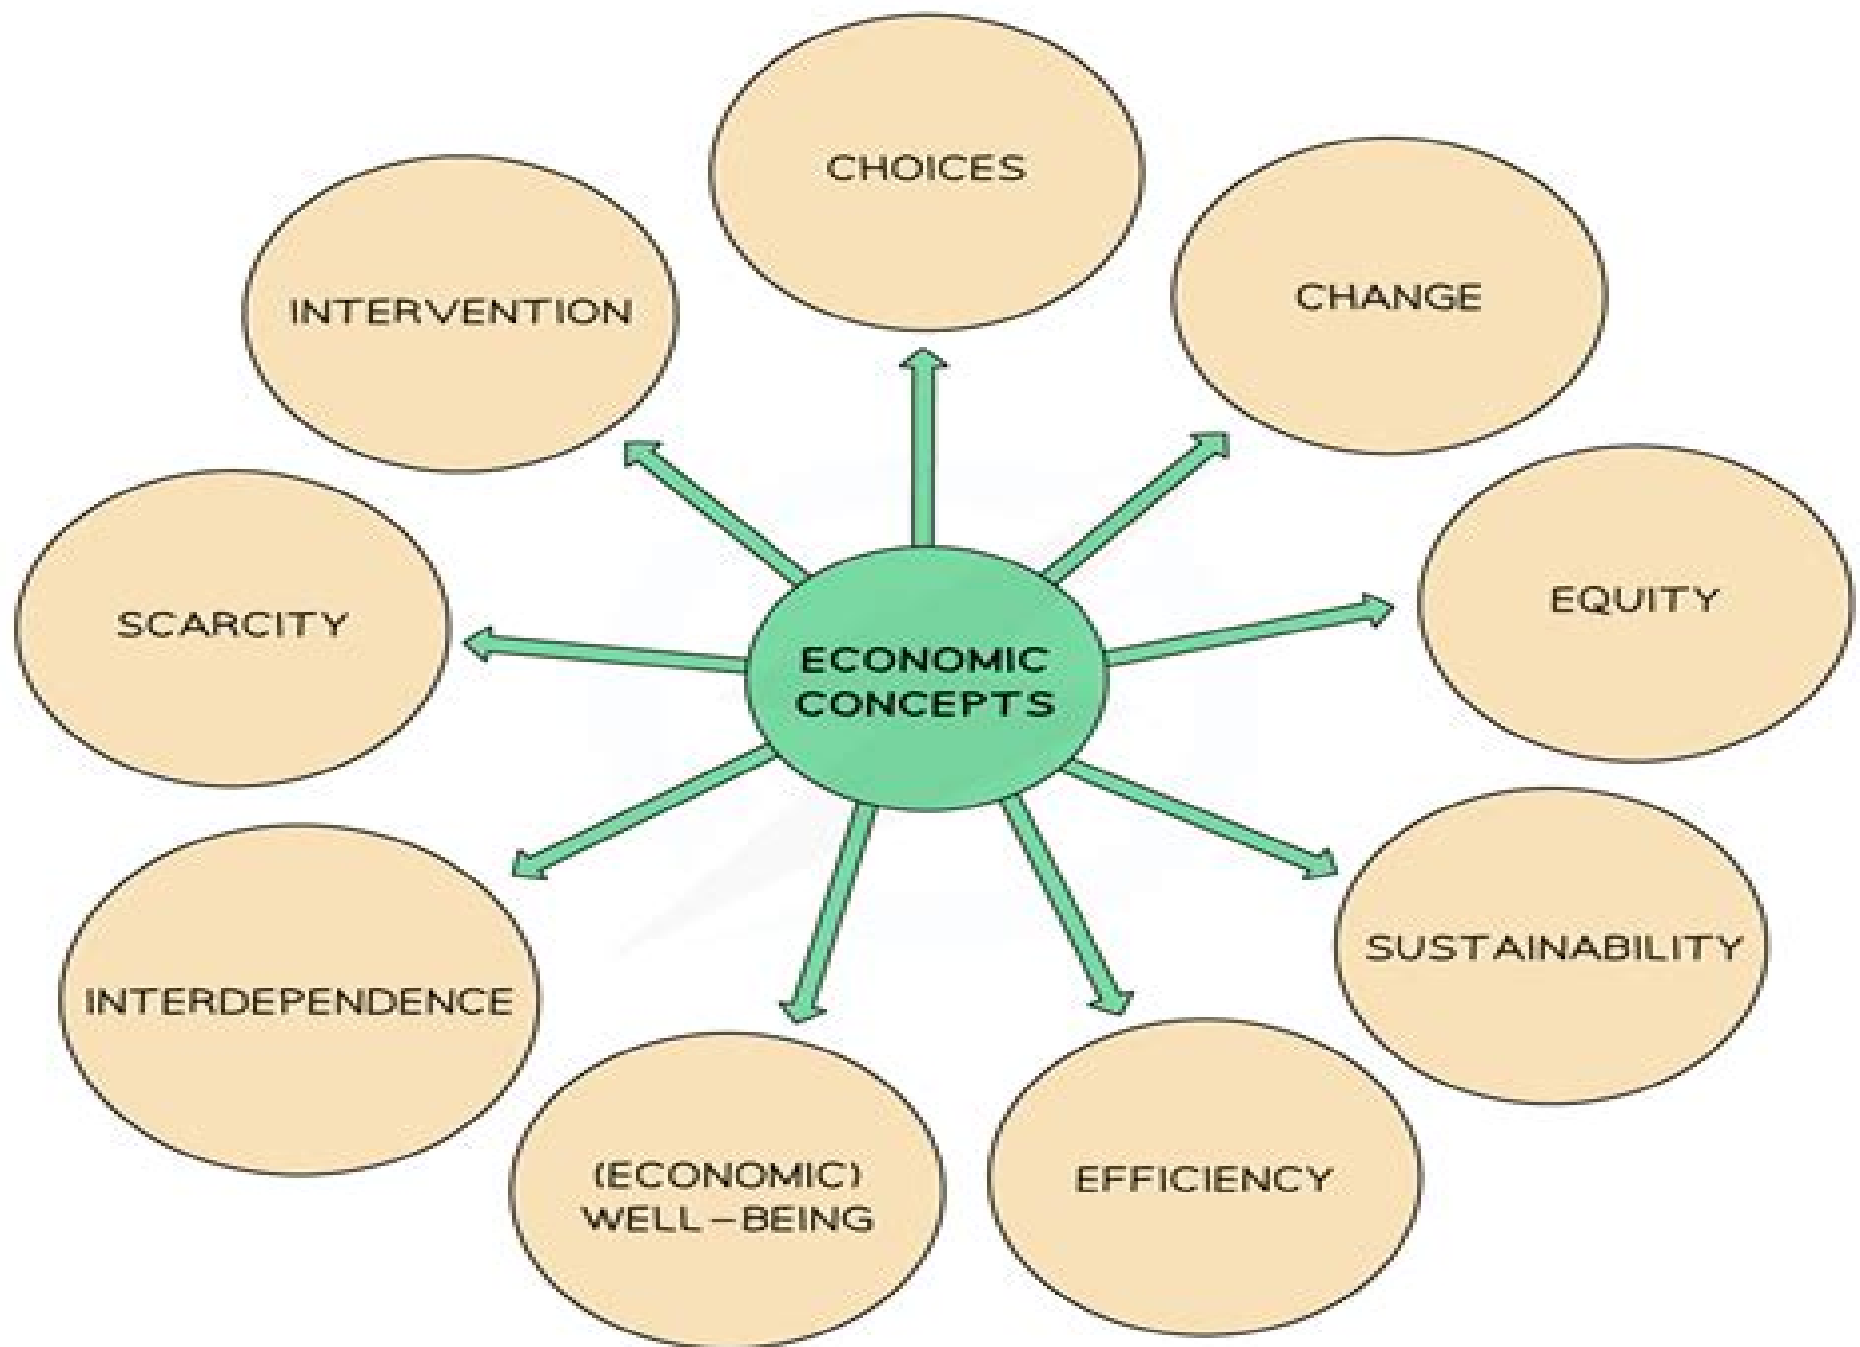 CHOICES
CHANGE
INTERVENTION
EQUITY
SCARCITY
ECONOMIC
CONCEPTS
SUSTAINABILITY
INTERDEPENDENCE
(ECONOMIC)
WELL-BEING
EFFICIENCY